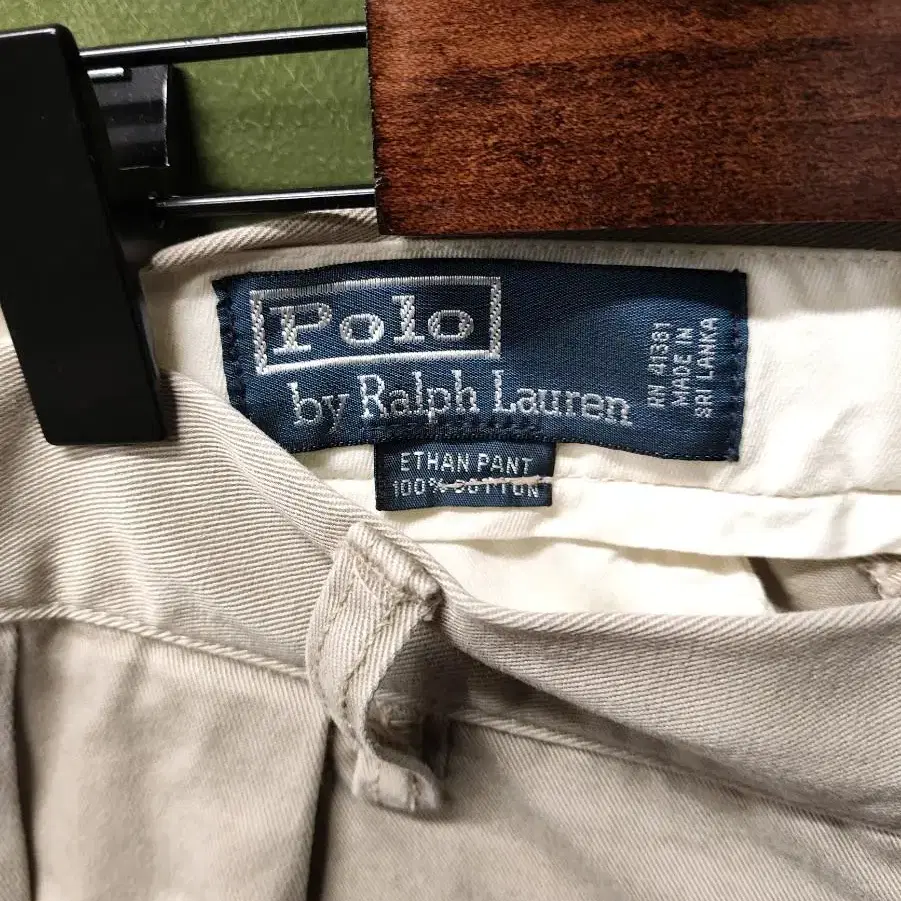 Polo
by Ralph Lauren
RN 41381
MADE IN
SRI LANKA
ETHAN PANT
100% COTTON